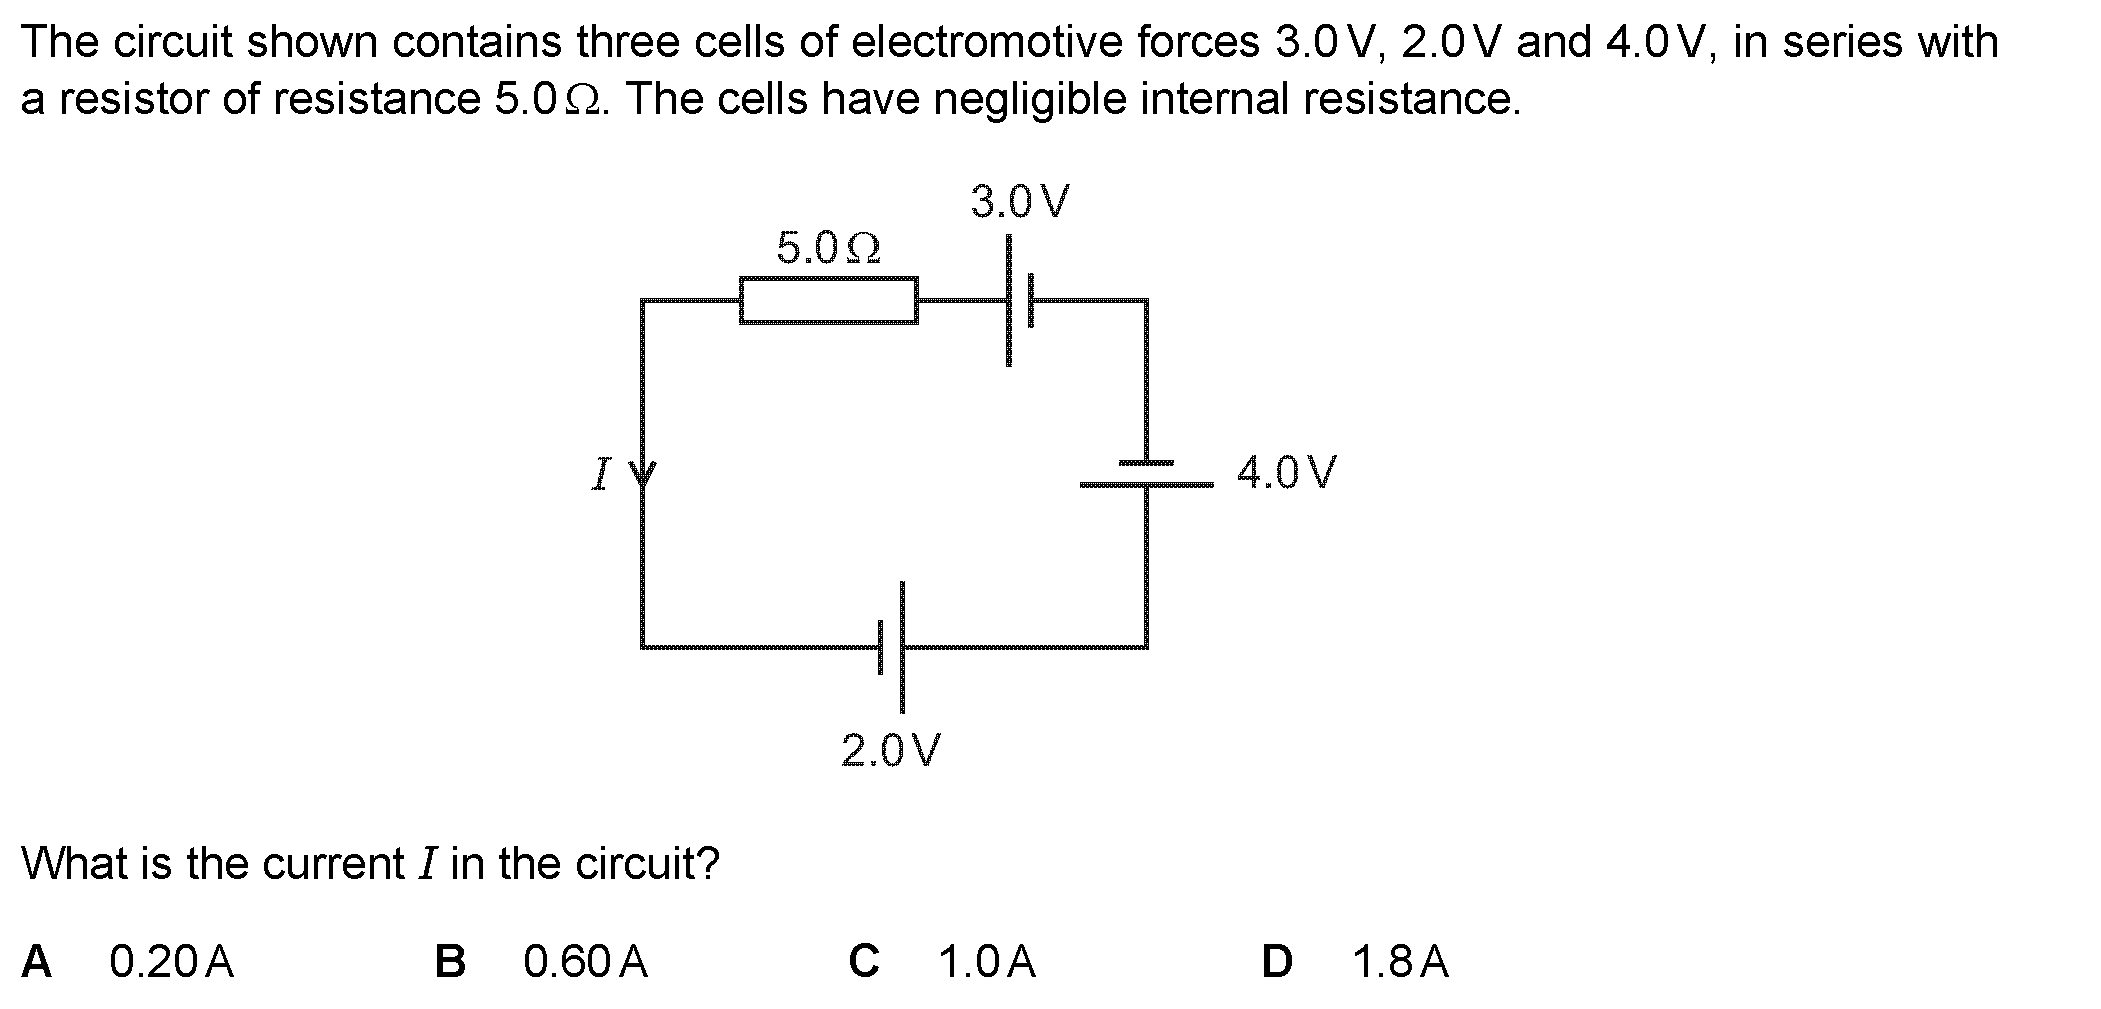 The circuit shown contains three cells of electromotive forces 3.0 V, 2.0 V and 4.0 V, in series with
a resistor of resistance 5.0 Ω. The cells have negligible internal resistance.
3.0 V
5.0 Ω
I
4.0 V
2.0 V
What is the current I in the circuit?
A 0.20 A B 0.60 A C 1.0 A D 1.8 A